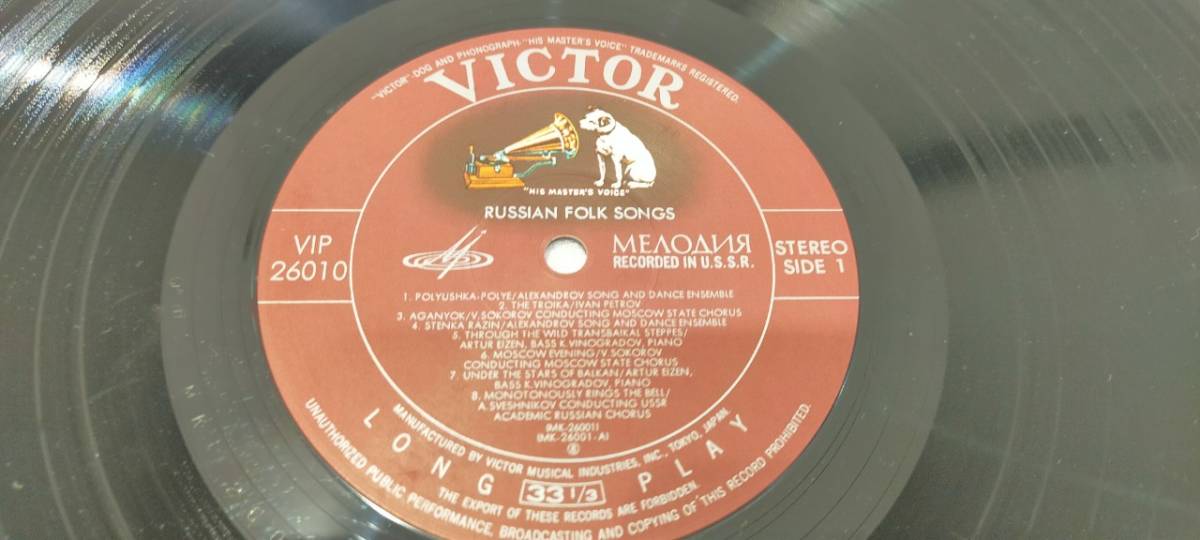 "VICTOR"-DOG AND PHONOGRAPH-"HIS MASTER'S VOICE" TRADEMARKS REGISTERED.
VICTOR
"HIS MASTER'S VOICE"
RUSSIAN FOLK SONGS
VIP
26010
МЕЛОДИЯ
RECORDED IN U.S.S.R.
STEREO
SIDE 1
1. POLYUSHKA-POLYE/ALEXANDROV SONG AND DANCE ENSEMBLE
2. THE TROIKA/IVAN PETROV
3. AGANYOK/V.SOKOROV CONDUCTING MOSCOW STATE CHORUS
4. STENKA RAZIN/ALEXANDROV SONG AND DANCE ENSEMBLE
5. THROUGH THE WILD TRANSBAIKAL STEPPES/
ARTUR EIZEN, BASS K.VINOGRADOV, PIANO
6. MOSCOW EVENING/V.SOKOROV
CONDUCTING MOSCOW STATE CHORUS
7. UNDER THE STARS OF BALKAN/ARTUR EIZEN,
BASS K.VINOGRADOV, PIANO
8. MONOTONOUSLY RINGS THE BELL/
A.SVESHNIKOV CONDUCTING USSR
ACADEMIC RUSSIAN CHORUS
(MK-26001)
(MK-26001-A)
MANUFACTURED BY VICTOR MUSICAL INDUSTRIES, INC., TOKYO, JAPAN.
LONG 33 1/3 PLAY
THE EXPORT OF THESE RECORDS ARE FORBIDDEN.
UNAUTHORIZED PUBLIC PERFORMANCE, BROADCASTING AND COPYING OF THIS RECORD PROHIBITED.